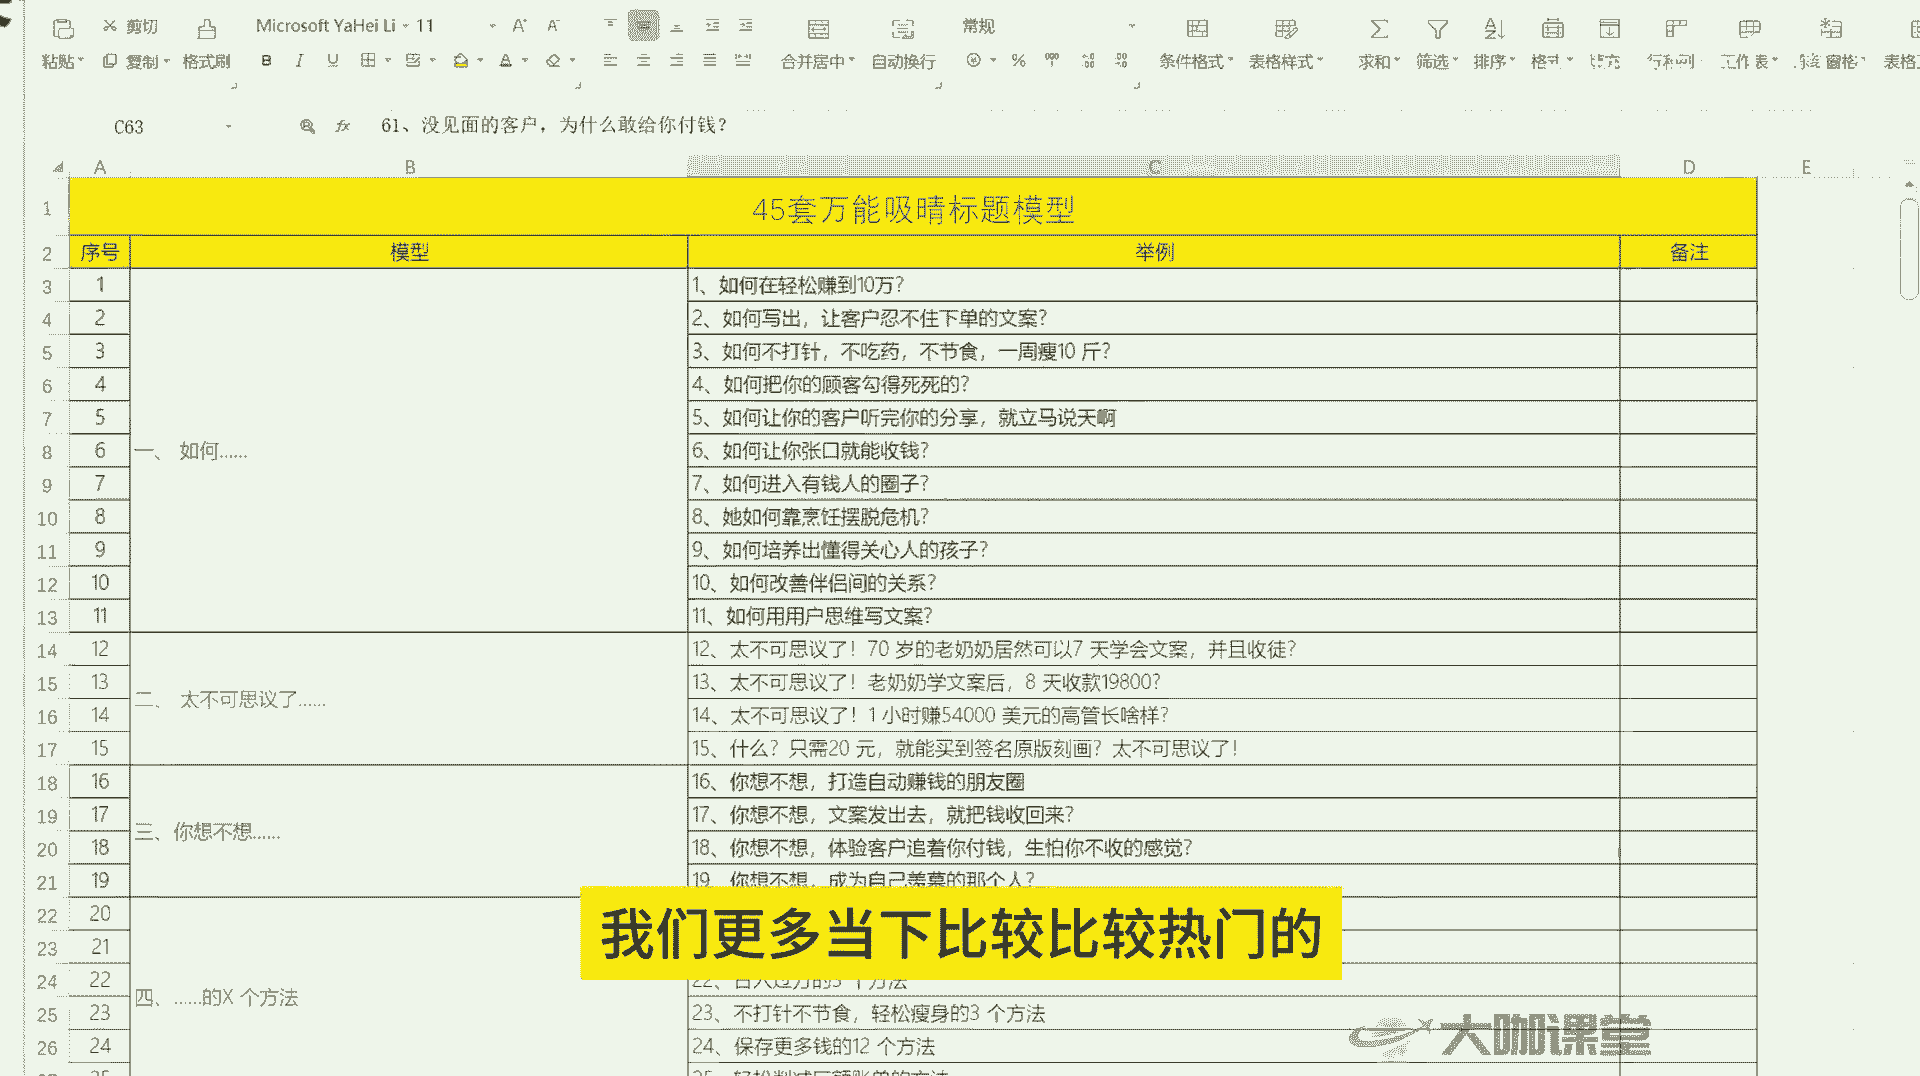 剪切 Microsoft YaHei Li 11 A⁺ A⁻ 常规
粘贴 复制 格式刷 B I U A 合并居中 自动换行 % 条件格式 表格样式 求和 筛选 排序 格式 填充 行和列 工作表 窗格
C63 fx 61、没见面的客户，为什么敢给你付钱？
A B C D E
1 45套万能吸晴标题模型
2 序号 模型 举例 备注
3 1 1、如何在轻松赚到10万？
4 2 2、如何写出，让客户忍不住下单的文案？
5 3 3、如何不打针，不吃药，不节食，一周瘦10 斤？
6 4 4、如何把你的顾客勾得死死的？
7 5 5、如何让你的客户听完你的分享，就立马说天啊
8 6 一、 如何…… 6、如何让你张口就能收钱？
9 7 7、如何进入有钱人的圈子？
10 8 8、她如何靠烹饪摆脱危机？
11 9 9、如何培养出懂得关心人的孩子？
12 10 10、如何改善伴侣间的关系？
13 11 11、如何用用户思维写文案？
14 12 12、太不可思议了！70 岁的老奶奶居然可以7 天学会文案，并且收徒？
15 13 二、 太不可思议了…… 13、太不可思议了！老奶奶学文案后，8 天收款19800？
16 14 14、太不可思议了！1 小时赚54000 美元的高管长啥样？
17 15 15、什么？只需20 元，就能买到签名原版刻画？太不可思议了！
18 16 16、你想不想，打造自动赚钱的朋友圈
19 17 三、你想不想…… 17、你想不想，文案发出去，就把钱收回来？
20 18 18、你想不想，体验客户追着你付钱，生怕你不收的感觉？
21 19 19、你想不想，成为自己羡慕的那个人？
22 20
23 21
我们更多当下比较比较热门的
24 22 四、……的X 个方法 22、日入过万的3 个方法
25 23 23、不打针不节食，轻松瘦身的3 个方法
26 24 24、保存更多钱的12 个方法
大咖课堂